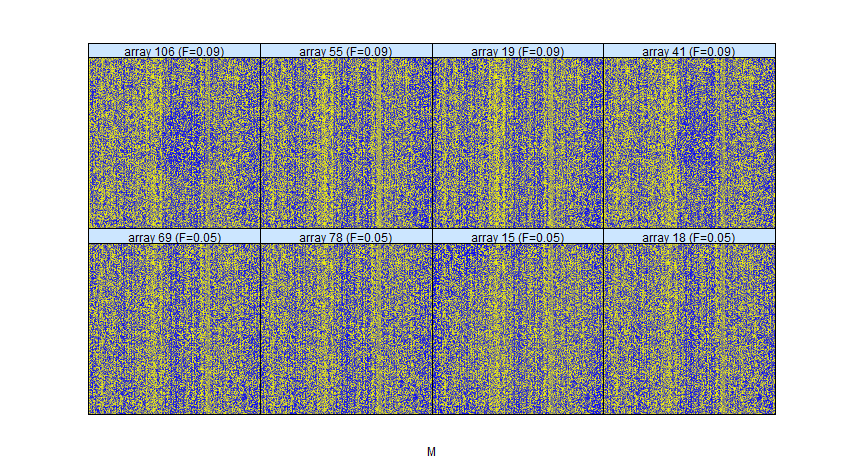 array 106 (F=0.09)
array 55 (F=0.09)
array 19 (F=0.09)
array 41 (F=0.09)
array 69 (F=0.05)
array 78 (F=0.05)
array 15 (F=0.05)
array 18 (F=0.05)
M